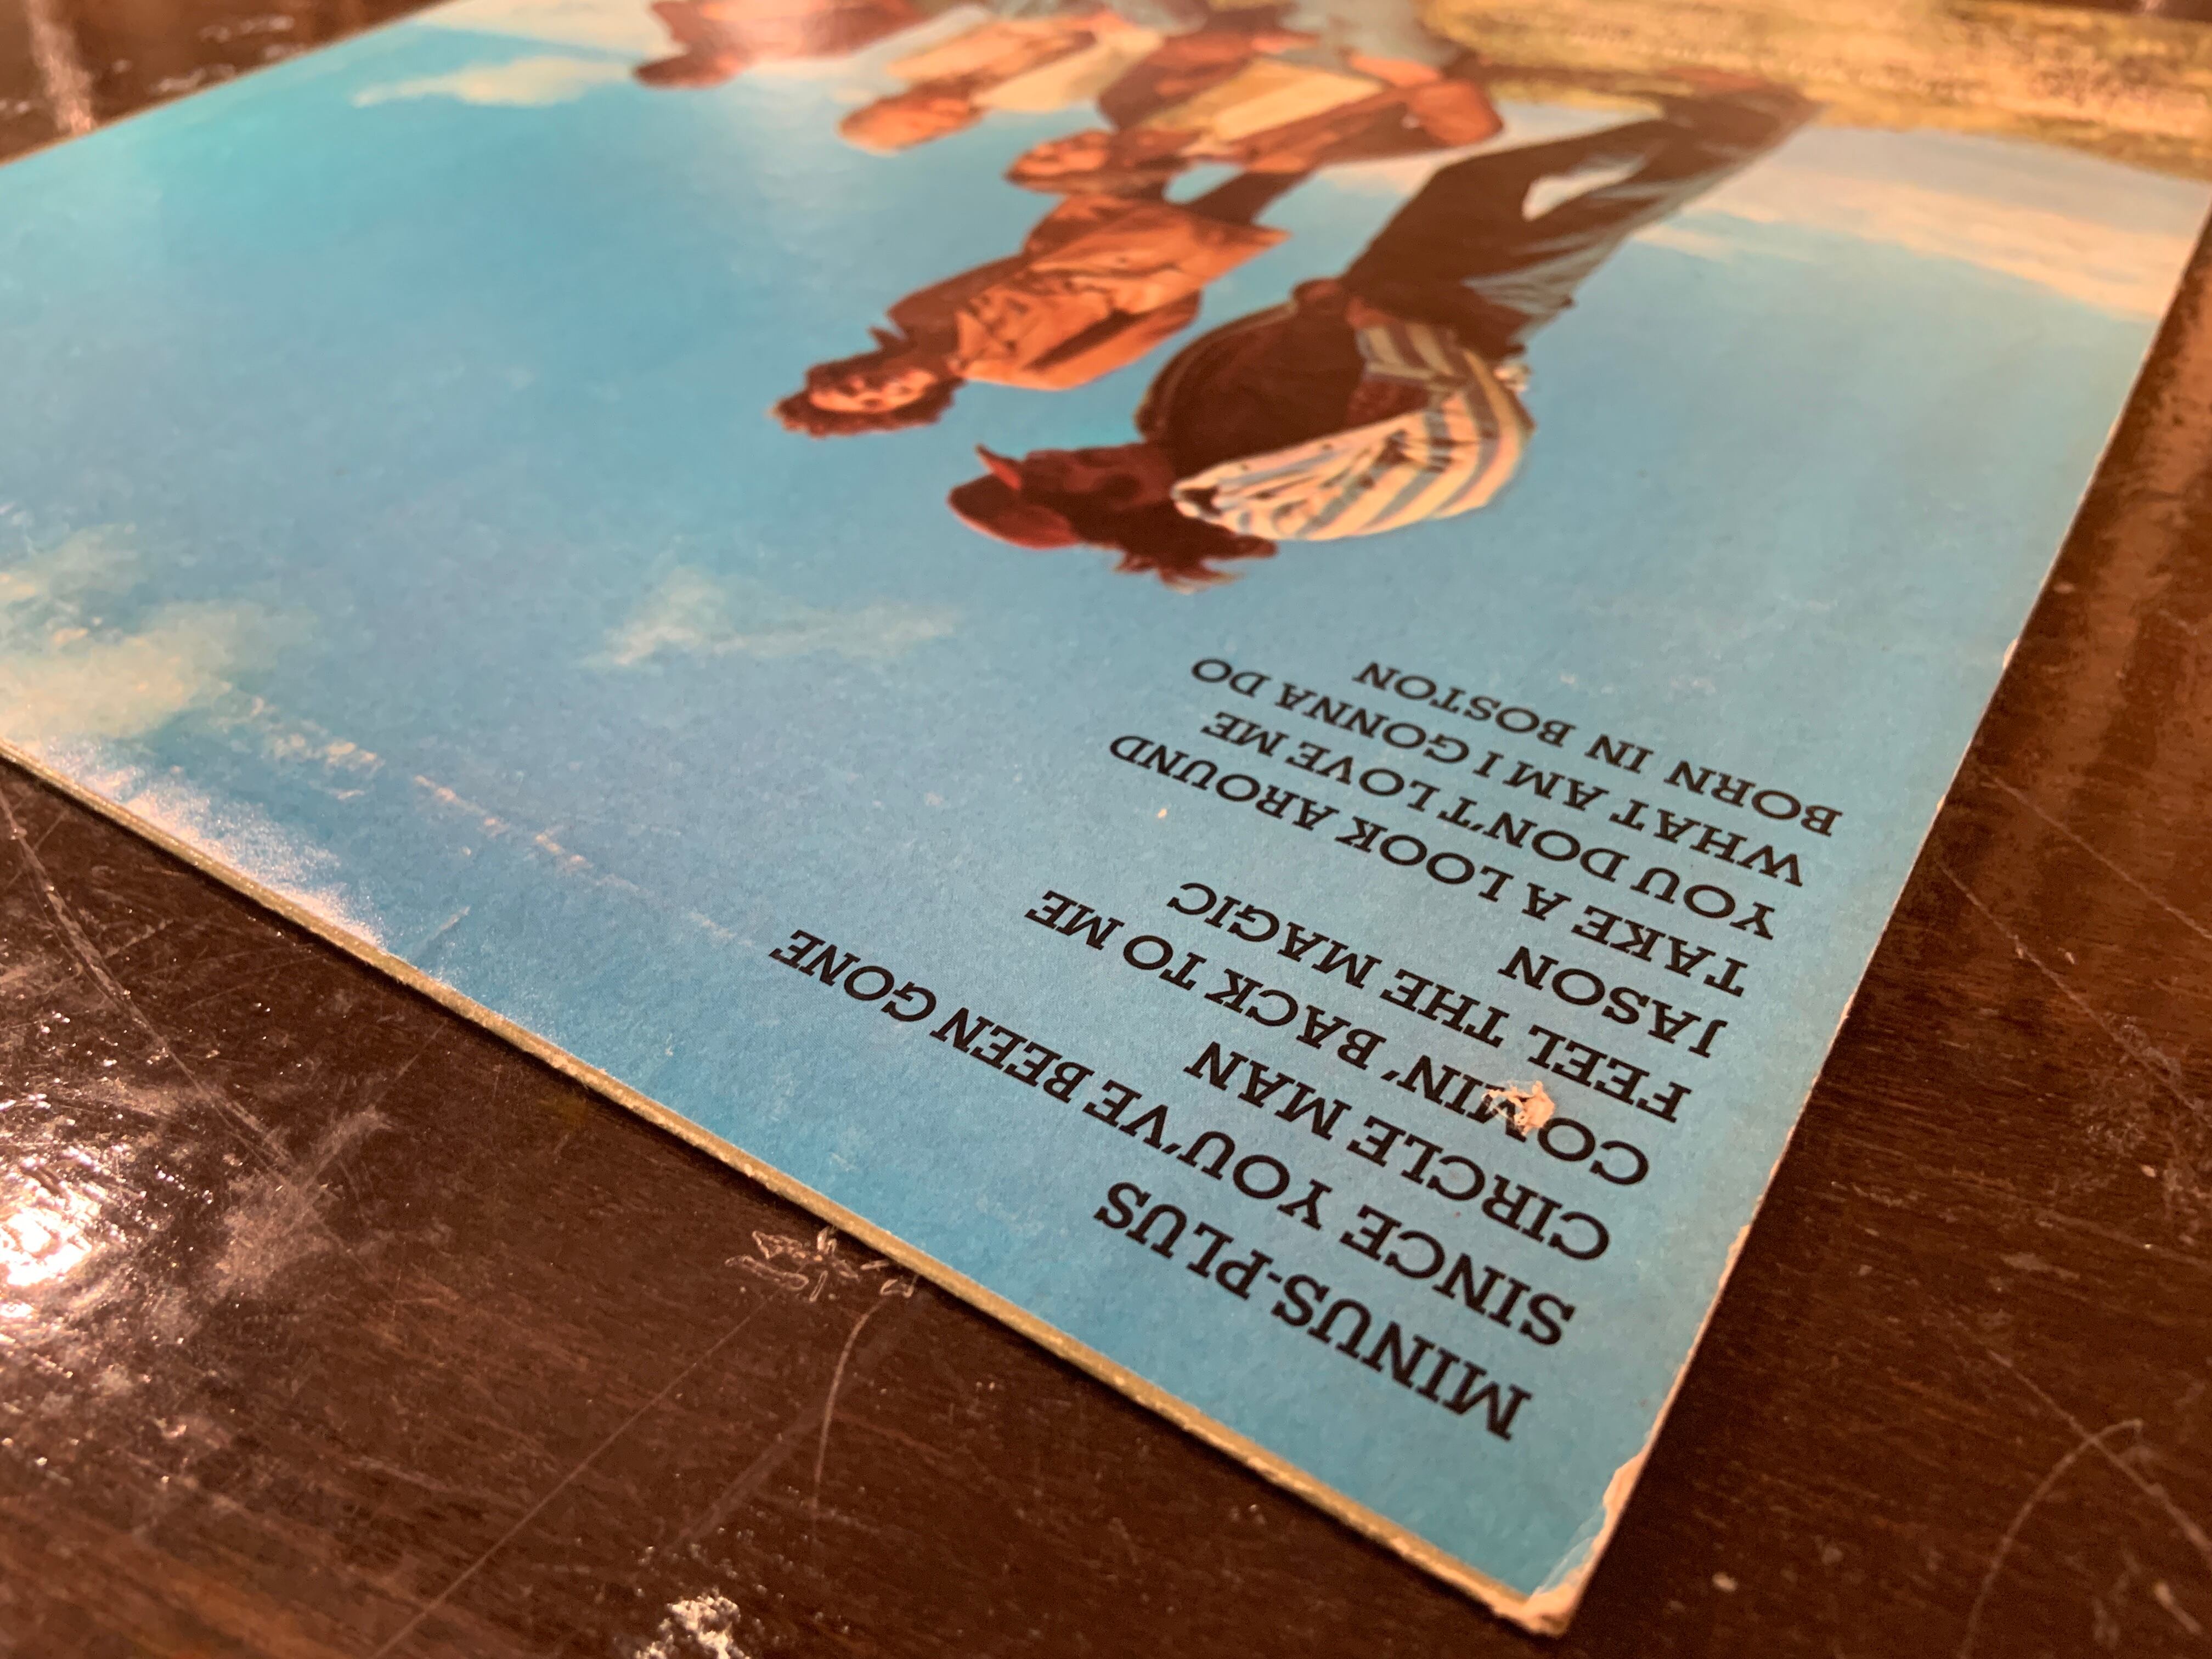 MINUS-PLUS
SINCE YOU'VE BEEN GONE
CIRCLE MAN
COMIN' BACK TO ME
FEEL THE MAGIC
JASON
TAKE A LOOK AROUND
YOU DON'T LOVE ME
WHAT AM I GONNA DO
BORN IN BOSTON